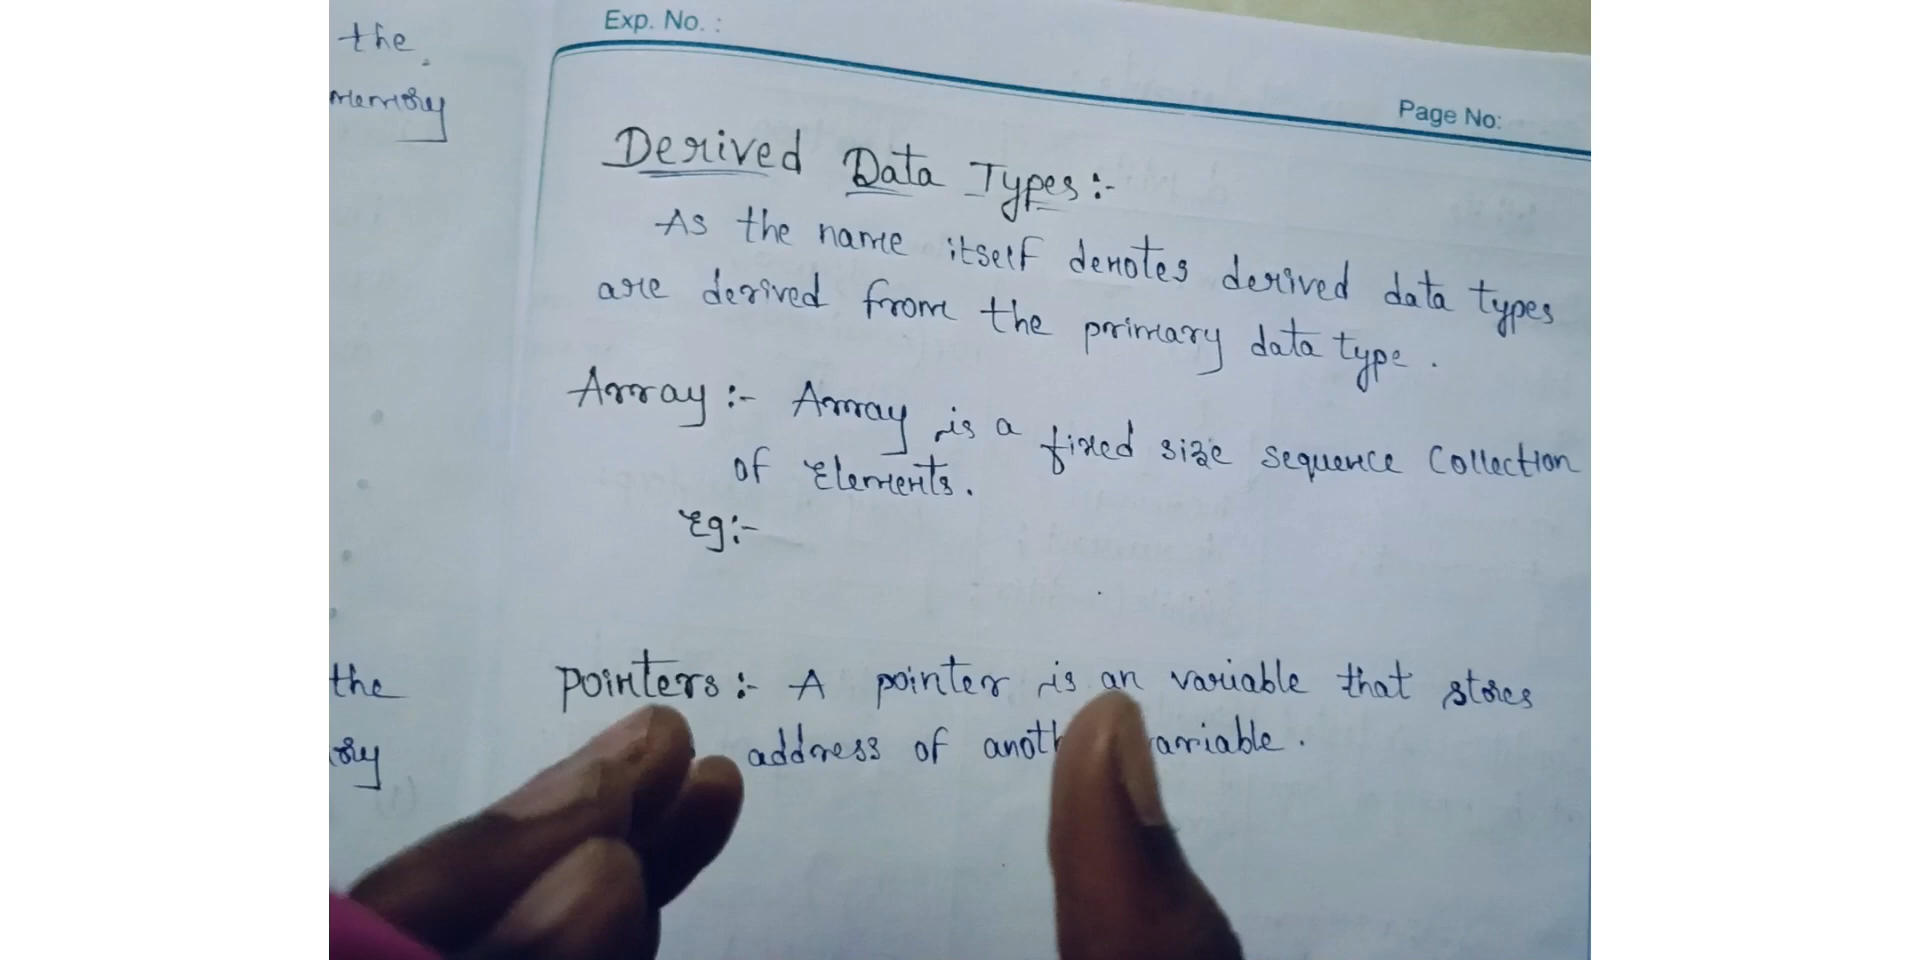 the
memory
the
Exp. No. :
Page No:
Derived Data Types :-
As the name itself denotes derived data types
are derived from the primary data type.
Array :- Array is a fixed size sequence collection
of Elements.
Eg:-
Pointers :- A pointer is an variable that stores
address of